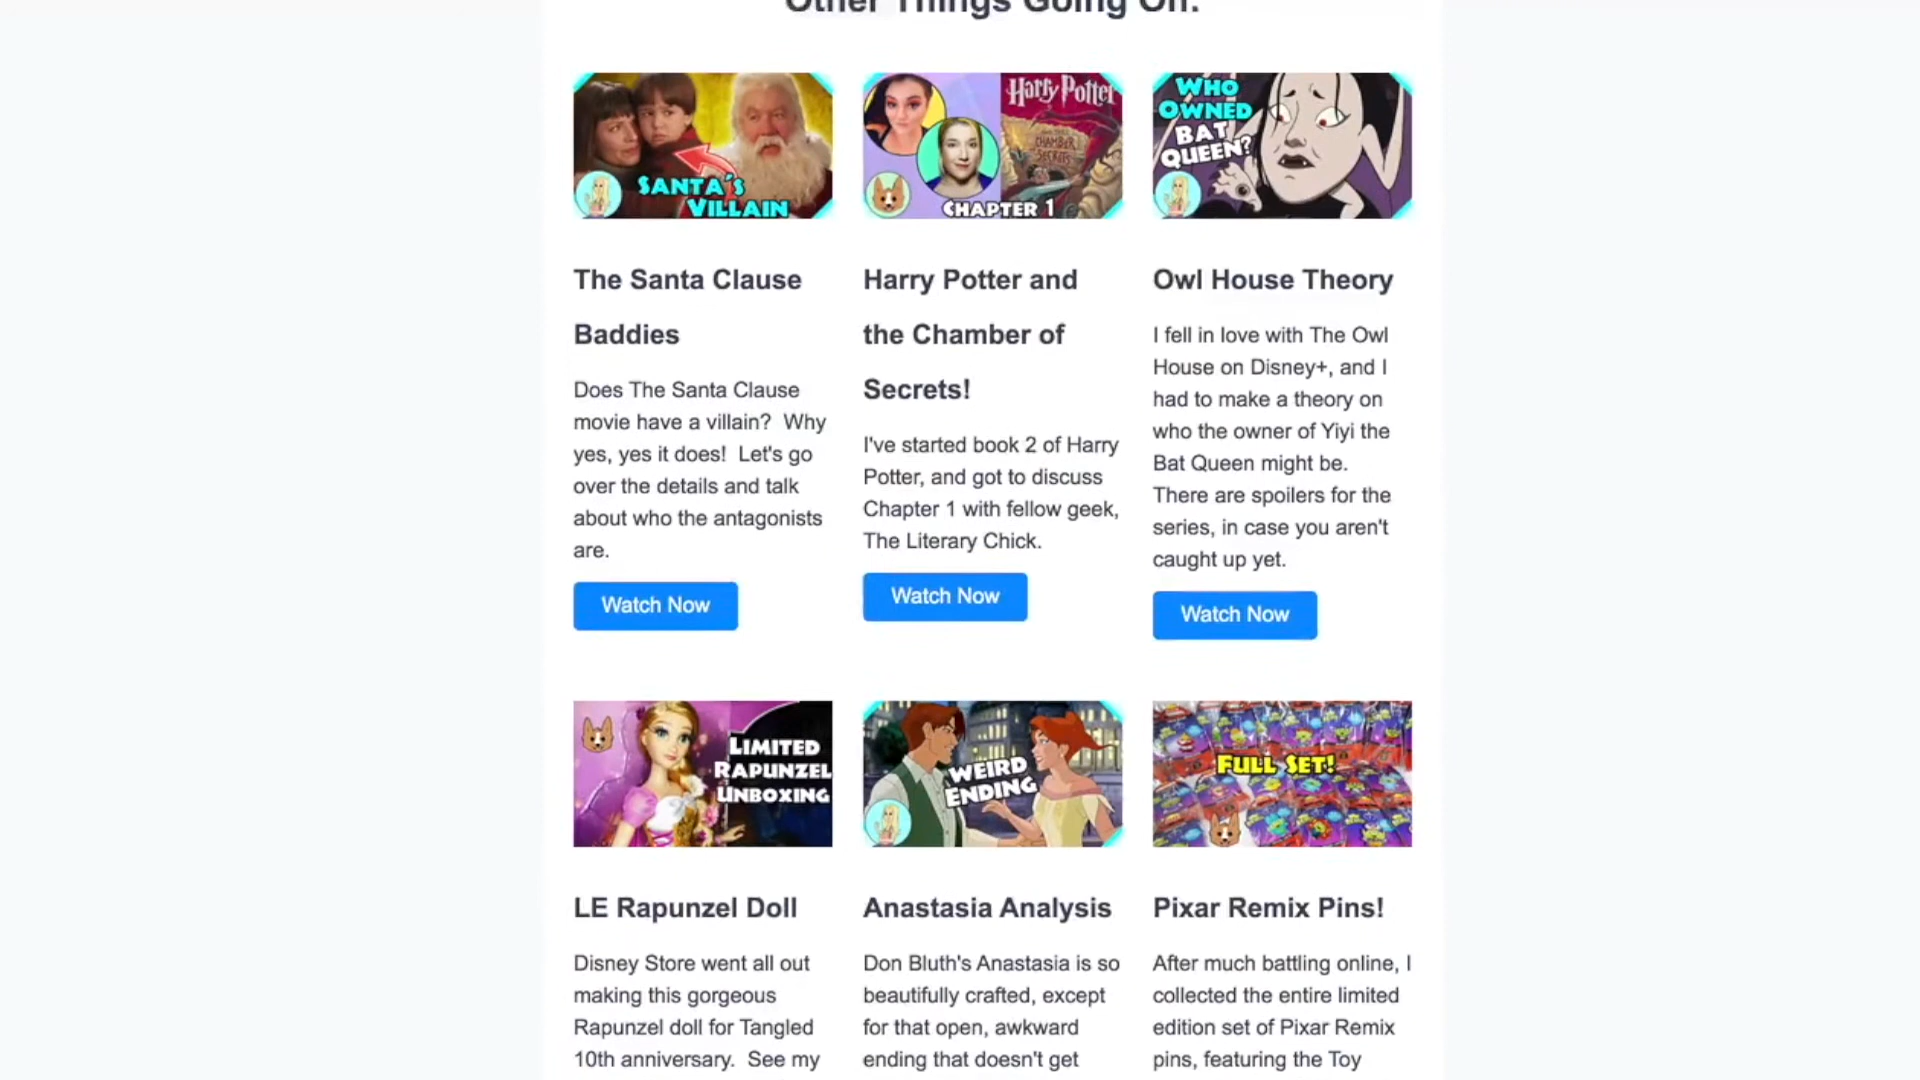 Other Things Going On:
SANTA'S
VILLAIN
Harry Potter
CHAMBER
SECRETS
CHAPTER 1
WHO
OWNED
BAT
QUEEN?
The Santa Clause
Baddies
Does The Santa Clause
movie have a villain?  Why
yes, yes it does!  Let's go
over the details and talk
about who the antagonists
are.
Watch Now
Harry Potter and
the Chamber of
Secrets!
I've started book 2 of Harry
Potter, and got to discuss
Chapter 1 with fellow geek,
The Literary Chick.
Watch Now
Owl House Theory
I fell in love with The Owl
House on Disney+, and I
had to make a theory on
who the owner of Yiyi the
Bat Queen might be.
There are spoilers for the
series, in case you aren't
caught up yet.
Watch Now
LIMITED
RAPUNZEL
UNBOXING
WEIRD
ENDING
FULL SET!
LE Rapunzel Doll
Disney Store went all out
making this gorgeous
Rapunzel doll for Tangled
10th anniversary.  See my
Anastasia Analysis
Don Bluth's Anastasia is so
beautifully crafted, except
for that open, awkward
ending that doesn't get
Pixar Remix Pins!
After much battling online, I
collected the entire limited
edition set of Pixar Remix
pins, featuring the Toy